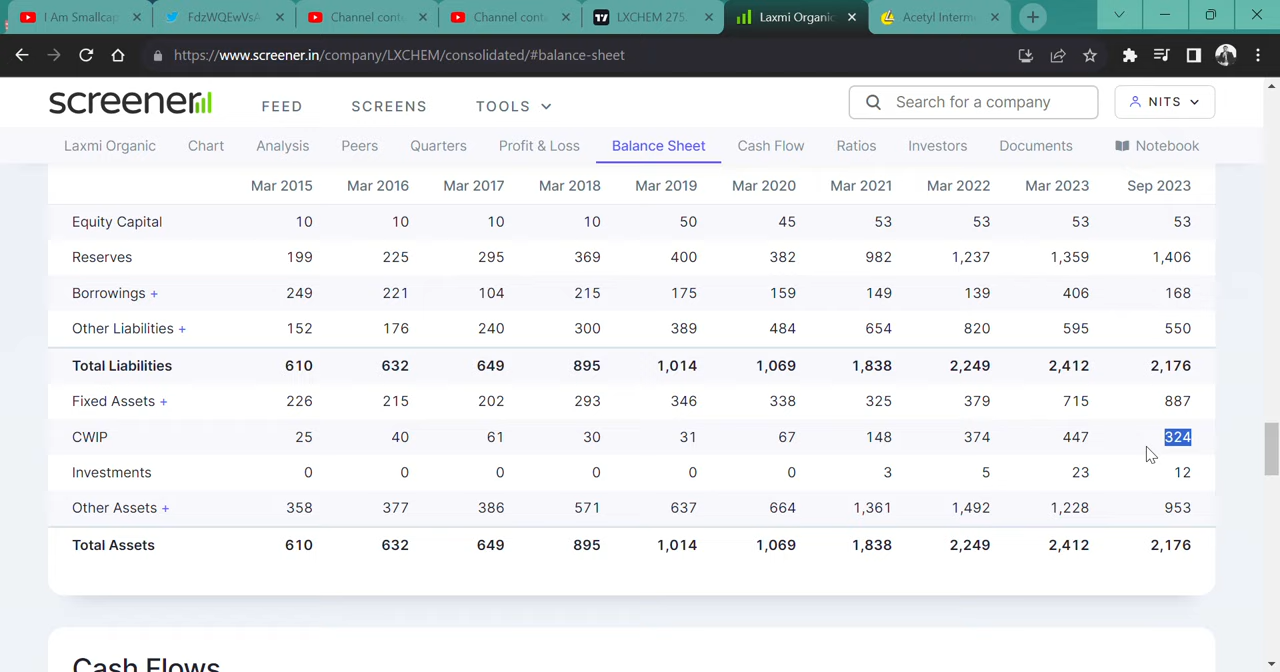 I Am Smallcap
FdzWQEwVsA
Channel cont
Channel cont
LXCHEM 275.
Laxmi Organic
Acetyl Interm
https://www.screener.in/company/LXCHEM/consolidated/#balance-sheet
screener
FEED
SCREENS
TOOLS
Search for a company
NITS
Laxmi Organic Chart Analysis Peers Quarters Profit & Loss Balance Sheet Cash Flow Ratios Investors Documents Notebook
Mar 2015 Mar 2016 Mar 2017 Mar 2018 Mar 2019 Mar 2020 Mar 2021 Mar 2022 Mar 2023 Sep 2023
Equity Capital 10 10 10 10 50 45 53 53 53 53
Reserves 199 225 295 369 400 382 982 1,237 1,359 1,406
Borrowings + 249 221 104 215 175 159 149 139 406 168
Other Liabilities + 152 176 240 300 389 484 654 820 595 550
Total Liabilities 610 632 649 895 1,014 1,069 1,838 2,249 2,412 2,176
Fixed Assets + 226 215 202 293 346 338 325 379 715 887
CWIP 25 40 61 30 31 67 148 374 447 324
Investments 0 0 0 0 0 0 3 5 23 12
Other Assets + 358 377 386 571 637 664 1,361 1,492 1,228 953
Total Assets 610 632 649 895 1,014 1,069 1,838 2,249 2,412 2,176
Cash Flows